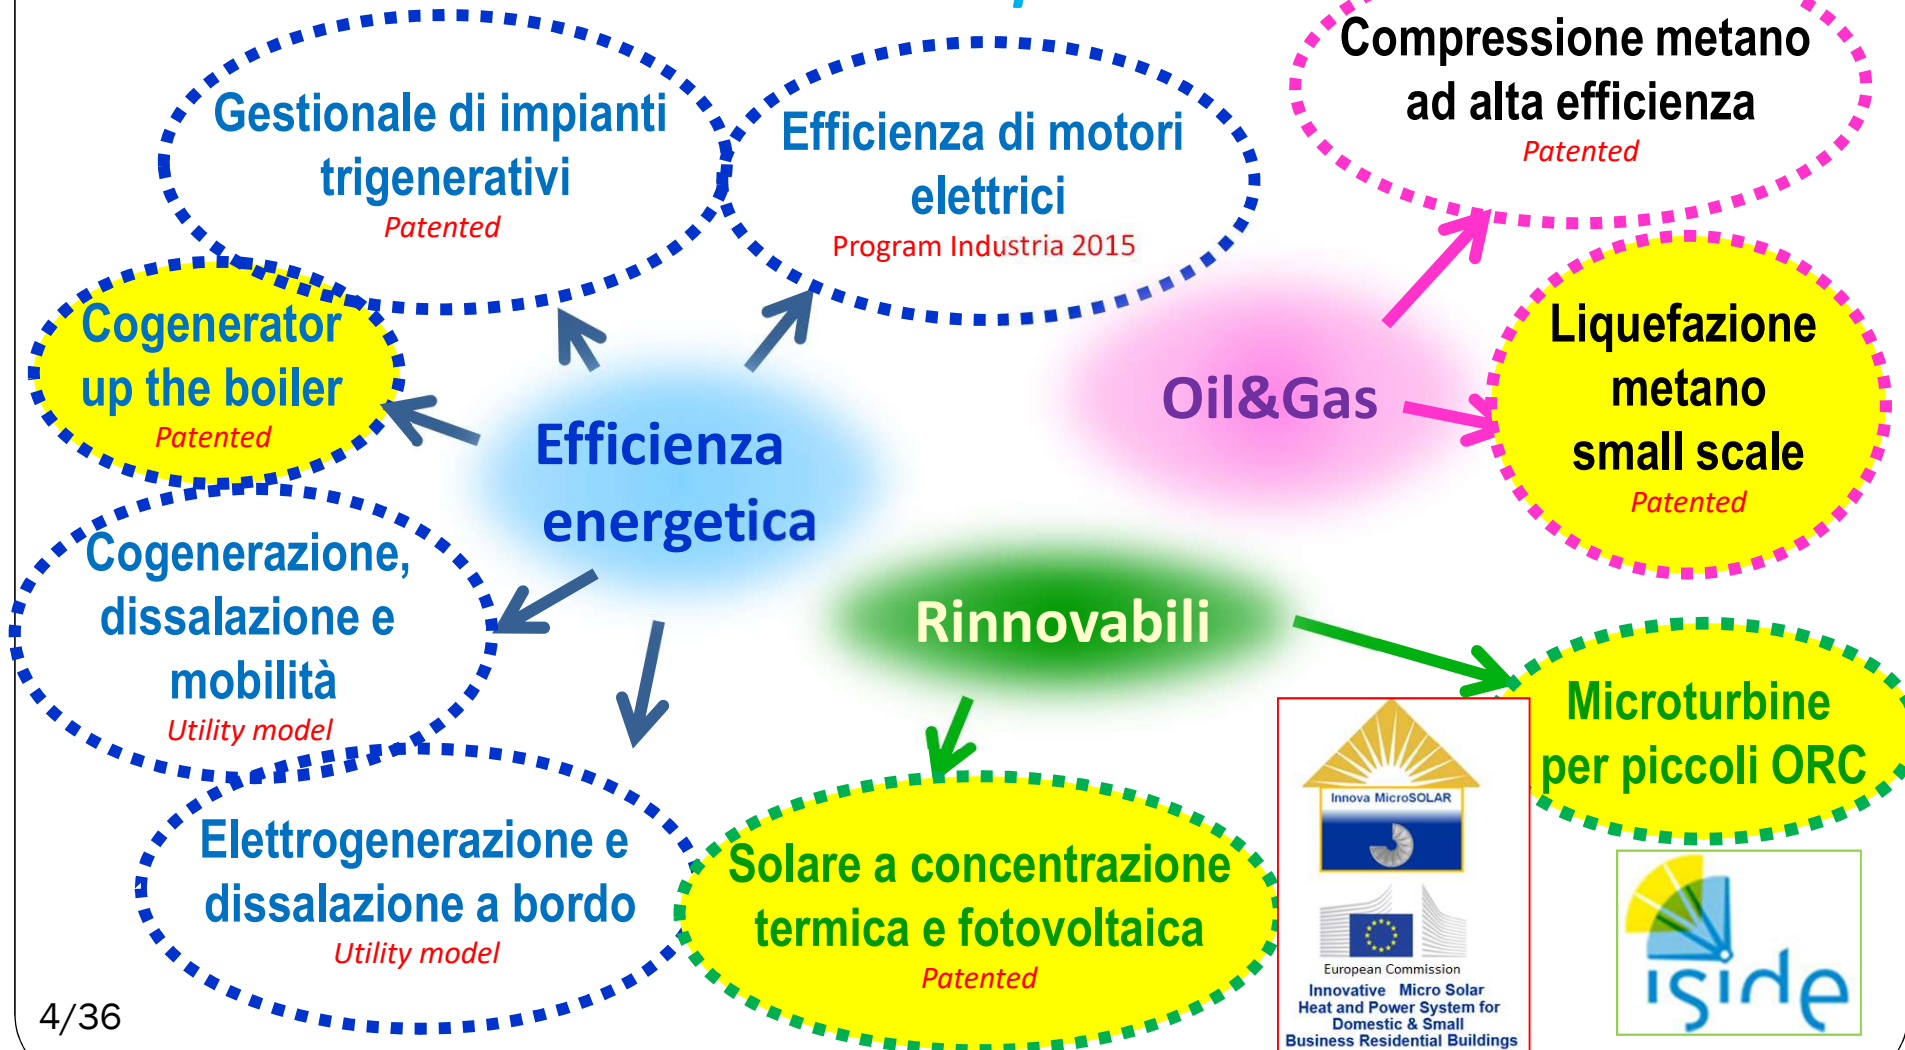 Compressione metano
ad alta efficienza
Patented
Gestionale di impianti
trigenerativi
Patented
Efficienza di motori
elettrici
Program Industria 2015
Cogenerator
up the boiler
Patented
Liquefazione
metano
small scale
Patented
Oil&Gas
Efficienza
energetica
Cogenerazione,
dissalazione e
mobilità
Utility model
Rinnovabili
Microturbine
per piccoli ORC
Elettrogenerazione e
dissalazione a bordo
Utility model
Solare a concentrazione
termica e fotovoltaica
Patented
Innova MicroSOLAR
European Commission
Innovative Micro Solar
Heat and Power System for
Domestic & Small
Business Residential Buildings
iside
4/36